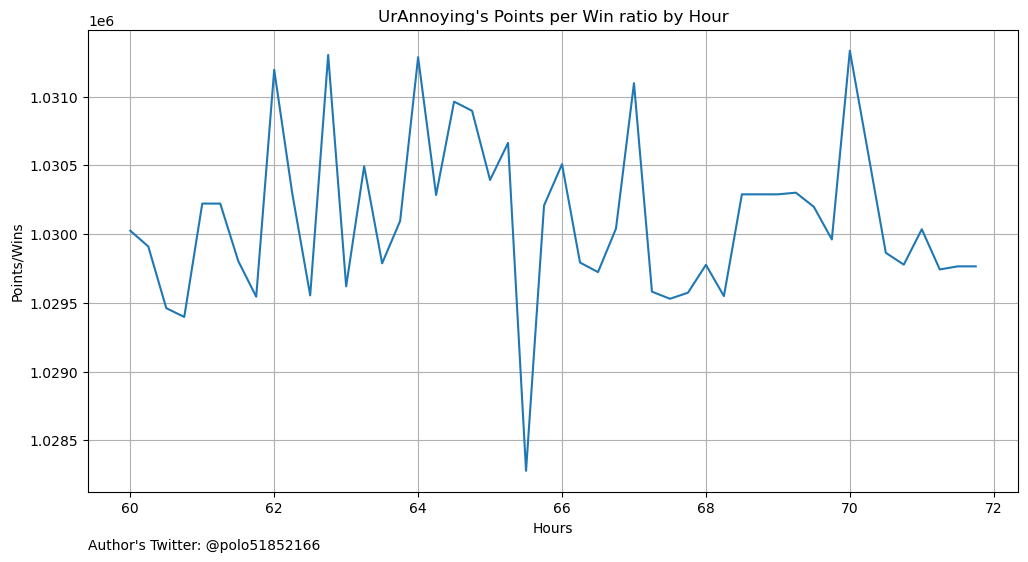 UrAnnoying's Points per Win ratio by Hour
1e6
1.0310
1.0305
1.0300
1.0295
1.0290
1.0285
Points/Wins
60 62 64 66 68 70 72
Hours
Author's Twitter: @polo51852166